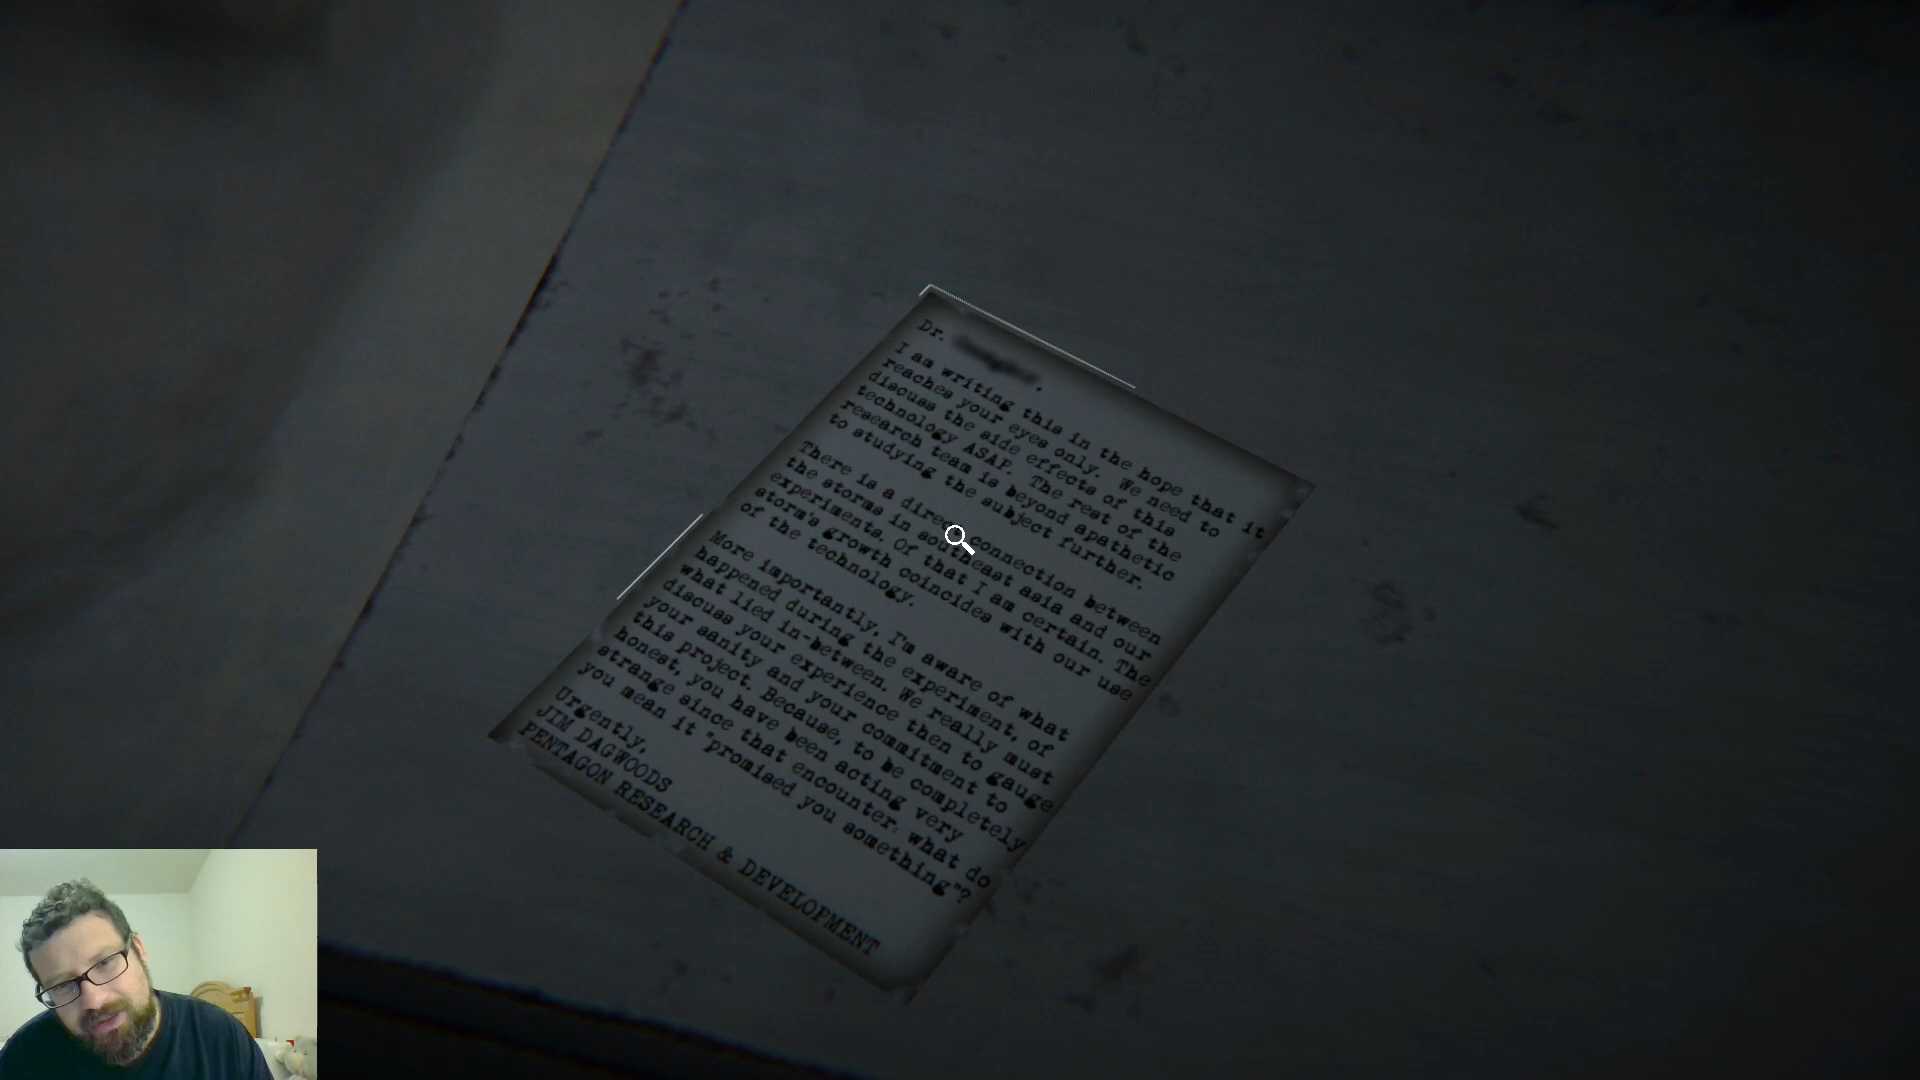 Dr.
I am writing this in the hope that it
reaches your eyes only. We need to
discuss the side effects of this
technology ASAP. The rest of the
research team is beyond apathetic
to studying the subject further.
There is a direct connection between
the storms in southeast asia and our
experiments. Of that I am certain. The
storm's growth coincides with our use
of the technology.
More importantly, I'm aware of what
happened during the experiment, of
what lied in-between. We really must
discuss your experience then to gauge
your sanity and your commitment to
this project. Because, to be completely
honest, you have been acting very
strange since that encounter. what do
you mean it "promised you something"?
Urgently,
JIM DAGWOODS
PENTAGON RESEARCH & DEVELOPMENT